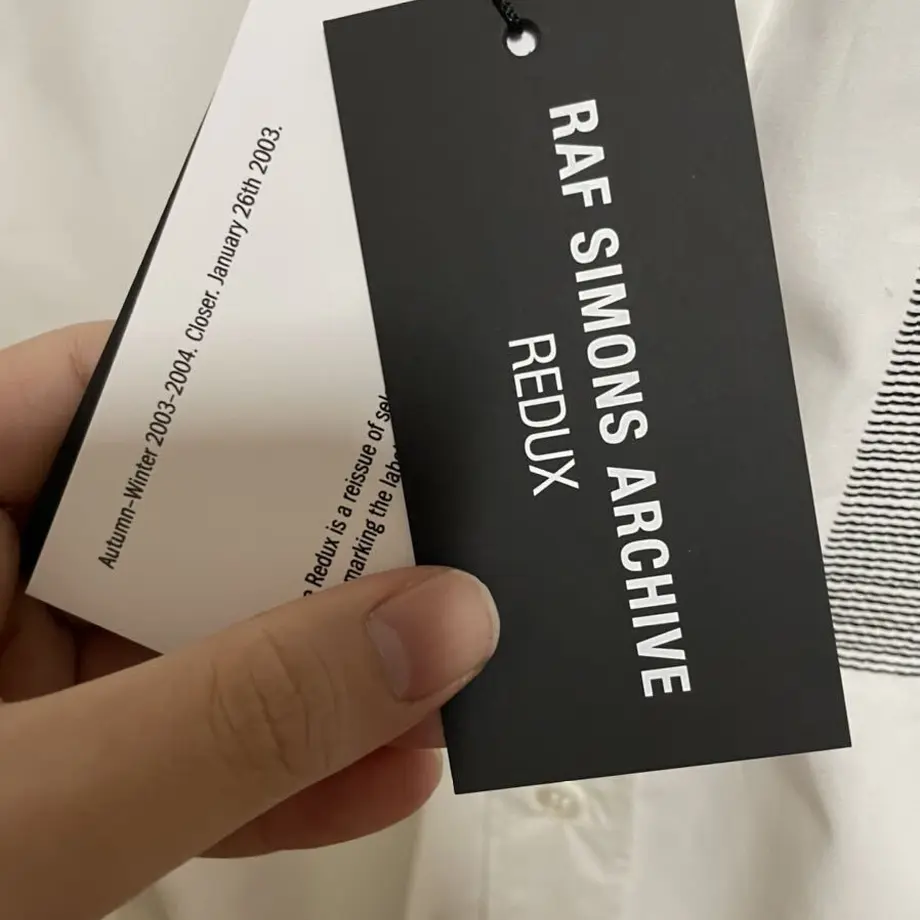 Autumn–Winter 2003–2004. Closer. January 26th 2003.
Redux is a reissue of
marking the
RAF SIMONS ARCHIVE
REDUX